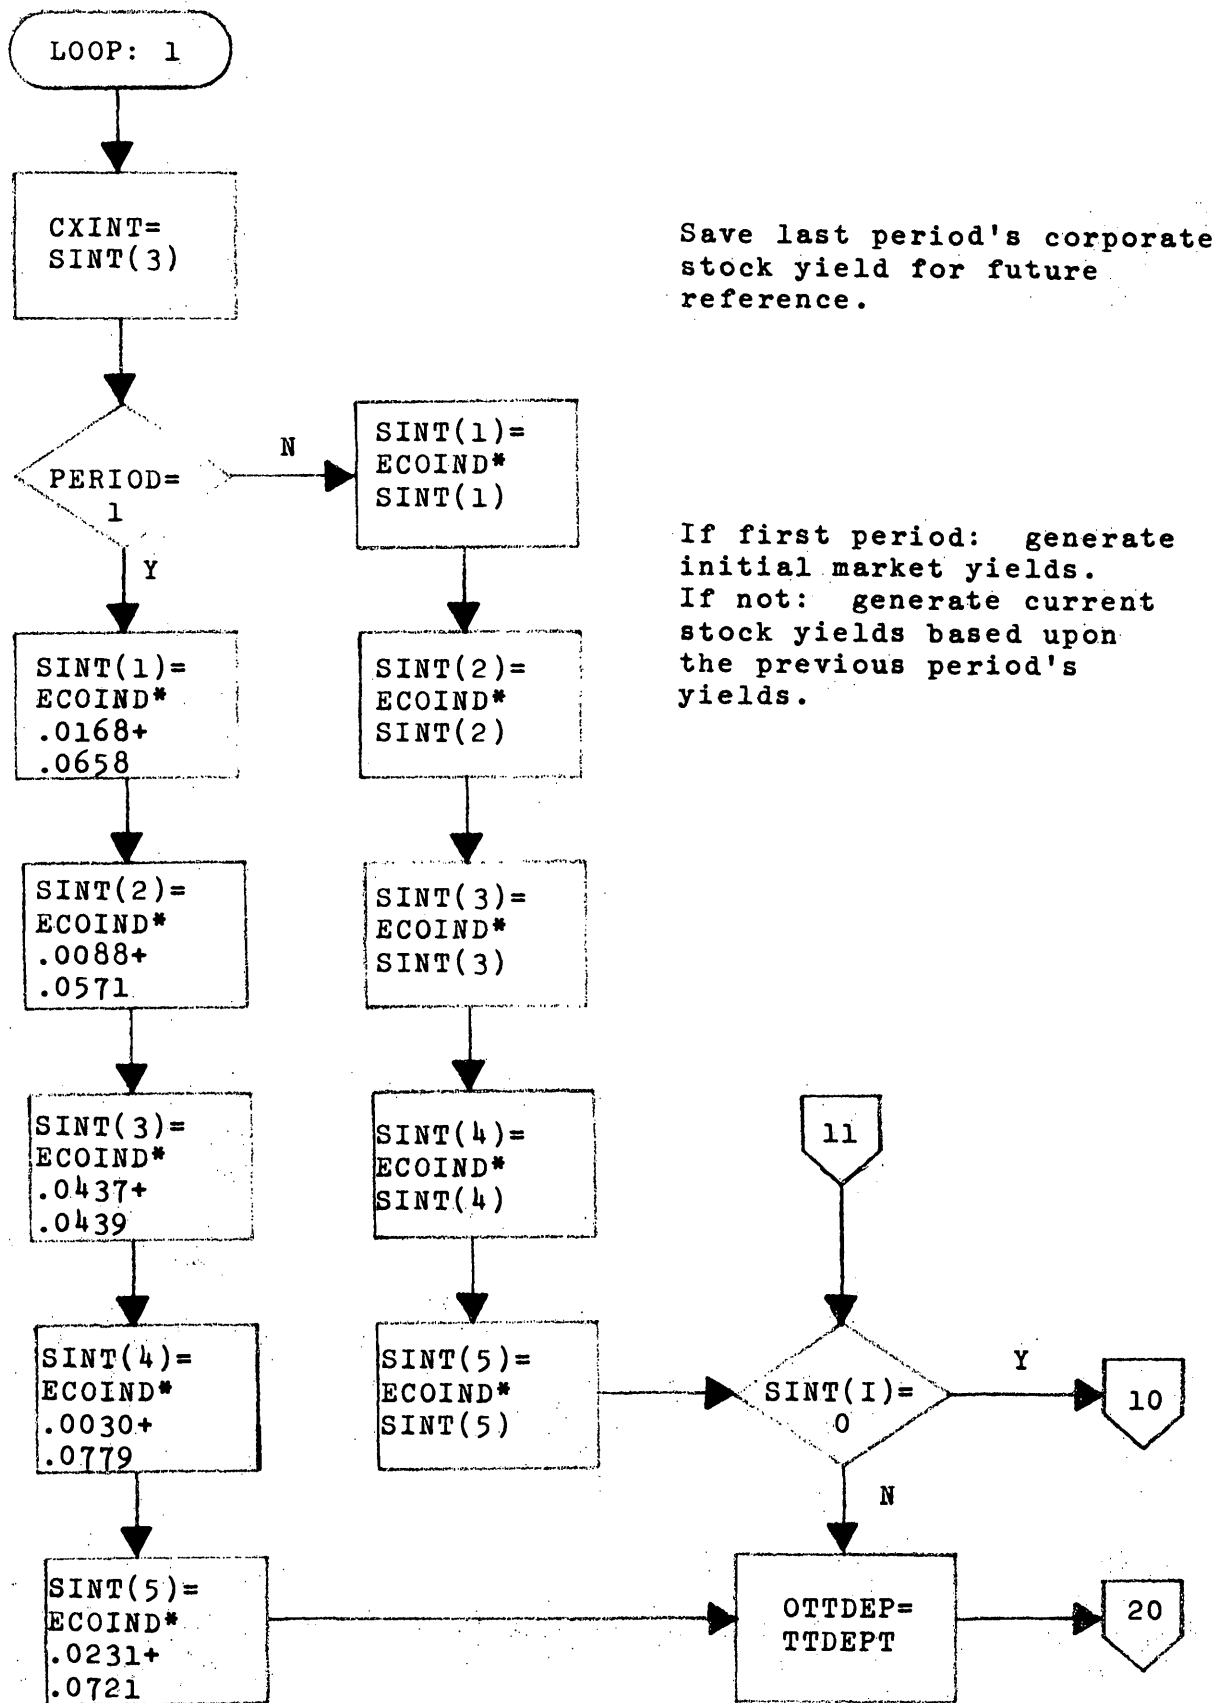 LOOP: 1
CXINT=
SINT(3)
Save last period's corporate
stock yield for future
reference.
PERIOD=
1
N
Y
SINT(1)=
ECOIND*
SINT(1)
If first period: generate
initial market yields.
If not: generate current
stock yields based upon
the previous period's
yields.
SINT(1)=
ECOIND*
.0168+
.0658
SINT(2)=
ECOIND*
SINT(2)
SINT(2)=
ECOIND*
.0088+
.0571
SINT(3)=
ECOIND*
SINT(3)
SINT(3)=
ECOIND*
.0437+
.0439
SINT(4)=
ECOIND*
SINT(4)
11
SINT(4)=
ECOIND*
.0030+
.0779
SINT(5)=
ECOIND*
SINT(5)
SINT(I)=
0
Y
10
N
SINT(5)=
ECOIND*
.0231+
.0721
OTTDEP=
TTDEPT
20